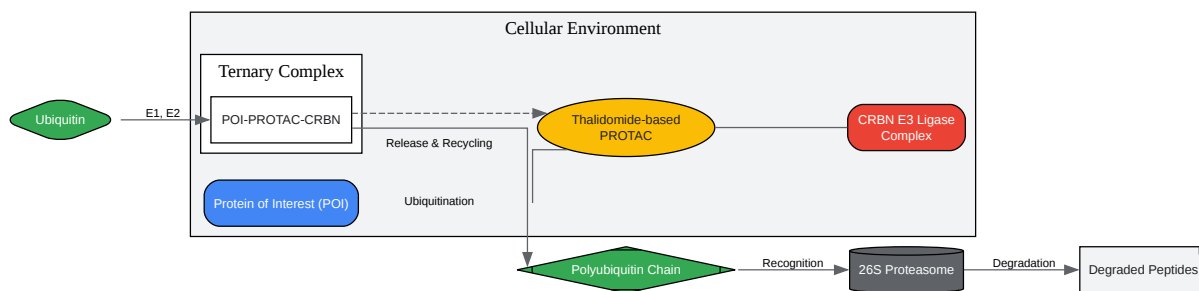 Cellular Environment
Ternary Complex
Ubiquitin
E1, E2
POI-PROTAC-CRBN
Thalidomide-based
PROTAC
CRBN E3 Ligase
Complex
Release & Recycling
Protein of Interest (POI)
Ubiquitination
Polyubiquitin Chain
Recognition
26S Proteasome
Degradation
Degraded Peptides